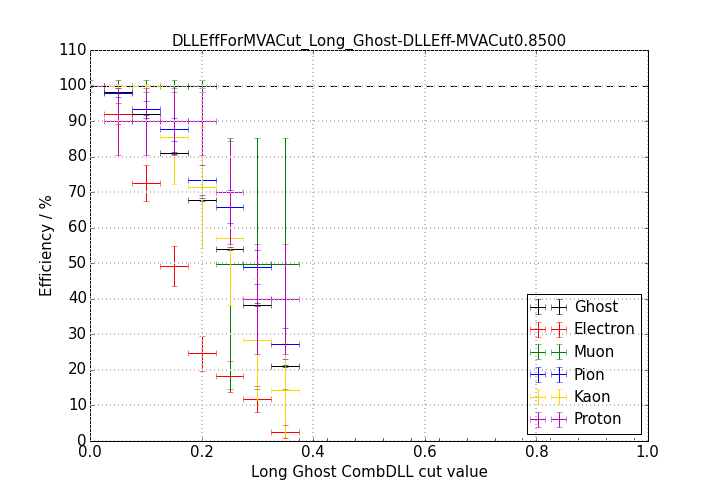 DLLEffForMVACut_Long_Ghost-DLLEff-MVACut0.8500
110
100
90
80
70
60
50
40
30
20
10
0
Efficiency / %
Ghost
Electron
Muon
Pion
Kaon
Proton
0.0 0.2 0.4 0.6 0.8 1.0
Long Ghost CombDLL cut value